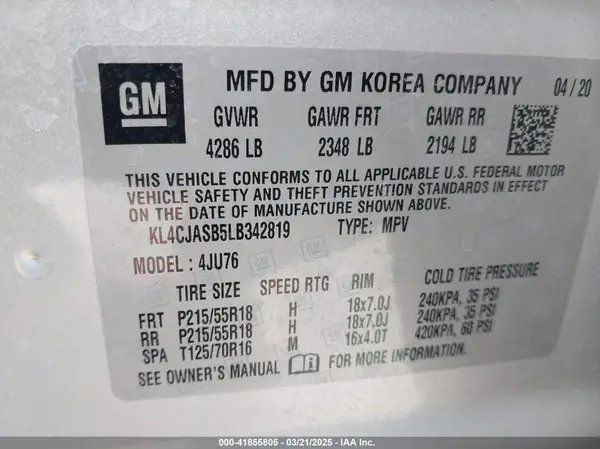 GM
MFD BY GM KOREA COMPANY 04/20
GVWR GAWR FRT GAWR RR
4286 LB 2348 LB 2194 LB
THIS VEHICLE CONFORMS TO ALL APPLICABLE U.S. FEDERAL MOTOR
VEHICLE SAFETY AND THEFT PREVENTION STANDARDS IN EFFECT
ON THE DATE OF MANUFACTURE SHOWN ABOVE.
KL4CJASB5LB342819 TYPE: MPV
MODEL: 4JU76
TIRE SIZE SPEED RTG RIM COLD TIRE PRESSURE
FRT P215/55R18 H 18x7.0J 240KPA, 35 PSI
RR P215/55R18 H 18x7.0J 240KPA, 35 PSI
SPA T125/70R16 M 16x4.0T 420KPA, 60 PSI
SEE OWNER'S MANUAL FOR MORE INFORMATION.
000-41855805 | 03/21/2025 | IAA Inc.